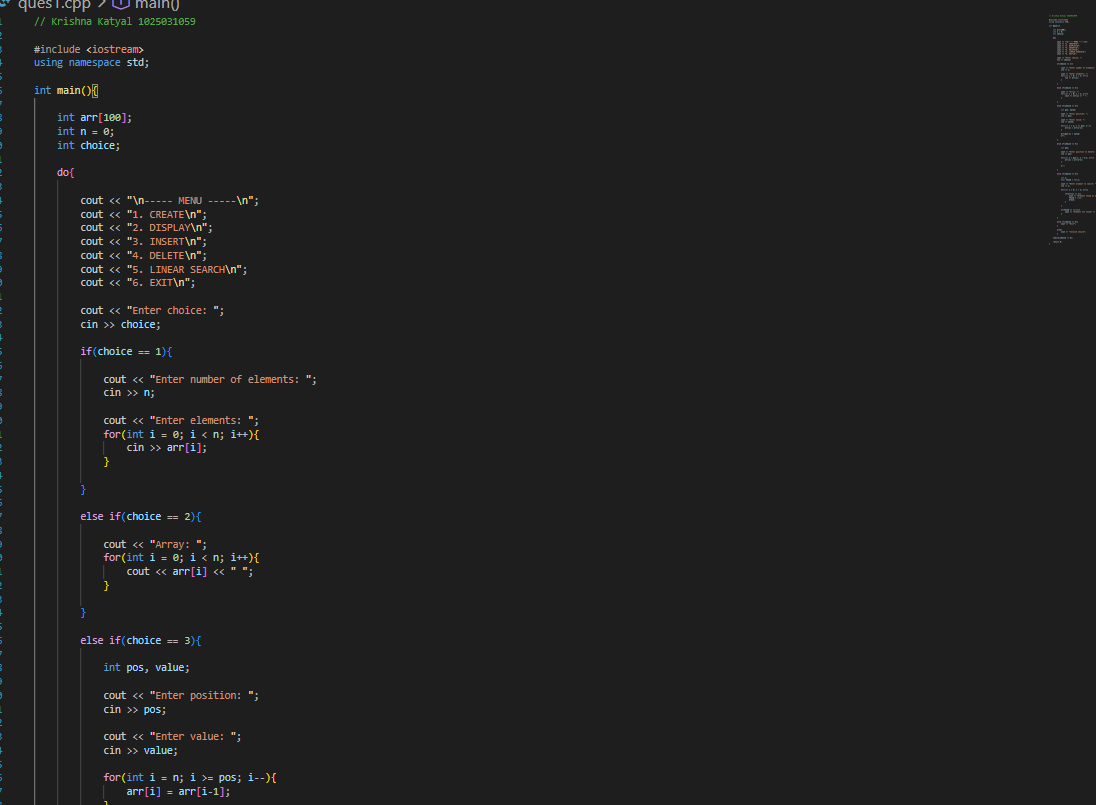 ques1.cpp > main()
// Krishna Katyal 1025031059
#include <iostream>
using namespace std;
int main(){
int arr[100];
int n = 0;
int choice;
do{
cout << "\n----- MENU -----\n";
cout << "1. CREATE\n";
cout << "2. DISPLAY\n";
cout << "3. INSERT\n";
cout << "4. DELETE\n";
cout << "5. LINEAR SEARCH\n";
cout << "6. EXIT\n";
cout << "Enter choice: ";
cin >> choice;
if(choice == 1){
cout << "Enter number of elements: ";
cin >> n;
cout << "Enter elements: ";
for(int i = 0; i < n; i++){
cin >> arr[i];
}
}
else if(choice == 2){
cout << "Array: ";
for(int i = 0; i < n; i++){
cout << arr[i] << " ";
}
}
else if(choice == 3){
int pos, value;
cout << "Enter position: ";
cin >> pos;
cout << "Enter value: ";
cin >> value;
for(int i = n; i >= pos; i--){
arr[i] = arr[i-1];
}